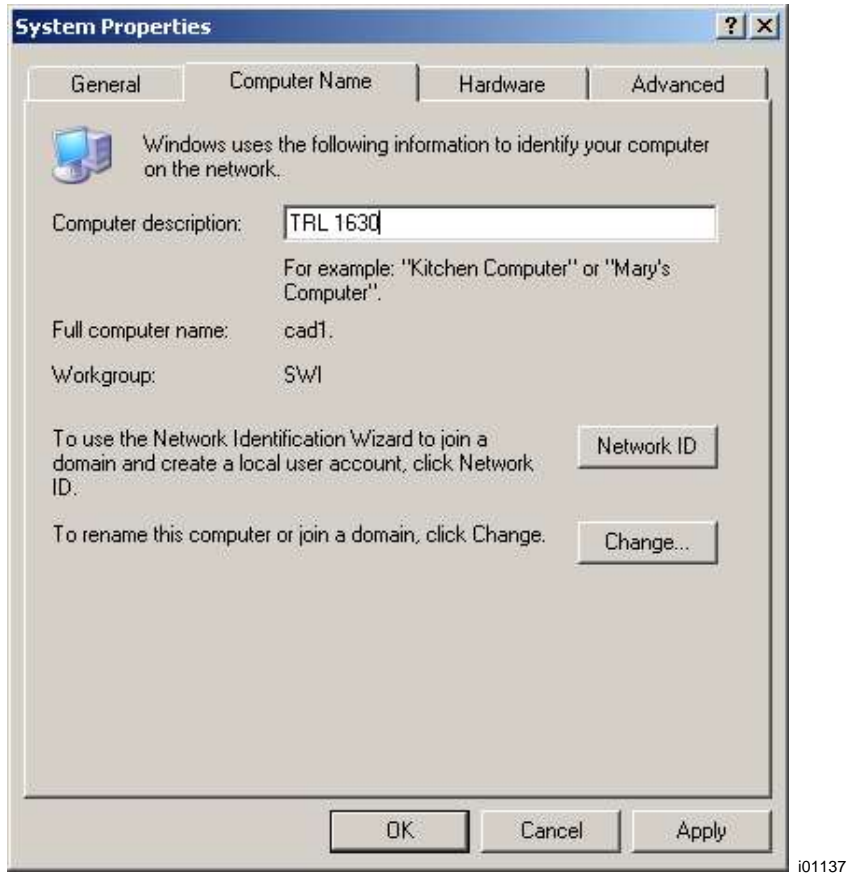 System Properties
General Computer Name Hardware Advanced
Windows uses the following information to identify your computer
on the network.
Computer description: TRL 1630
For example: "Kitchen Computer" or "Mary's
Computer".
Full computer name: cad1.
Workgroup: SWI
To use the Network Identification Wizard to join a
domain and create a local user account, click Network
ID.
Network ID
To rename this computer or join a domain, click Change.
Change...
OK Cancel Apply
i01137